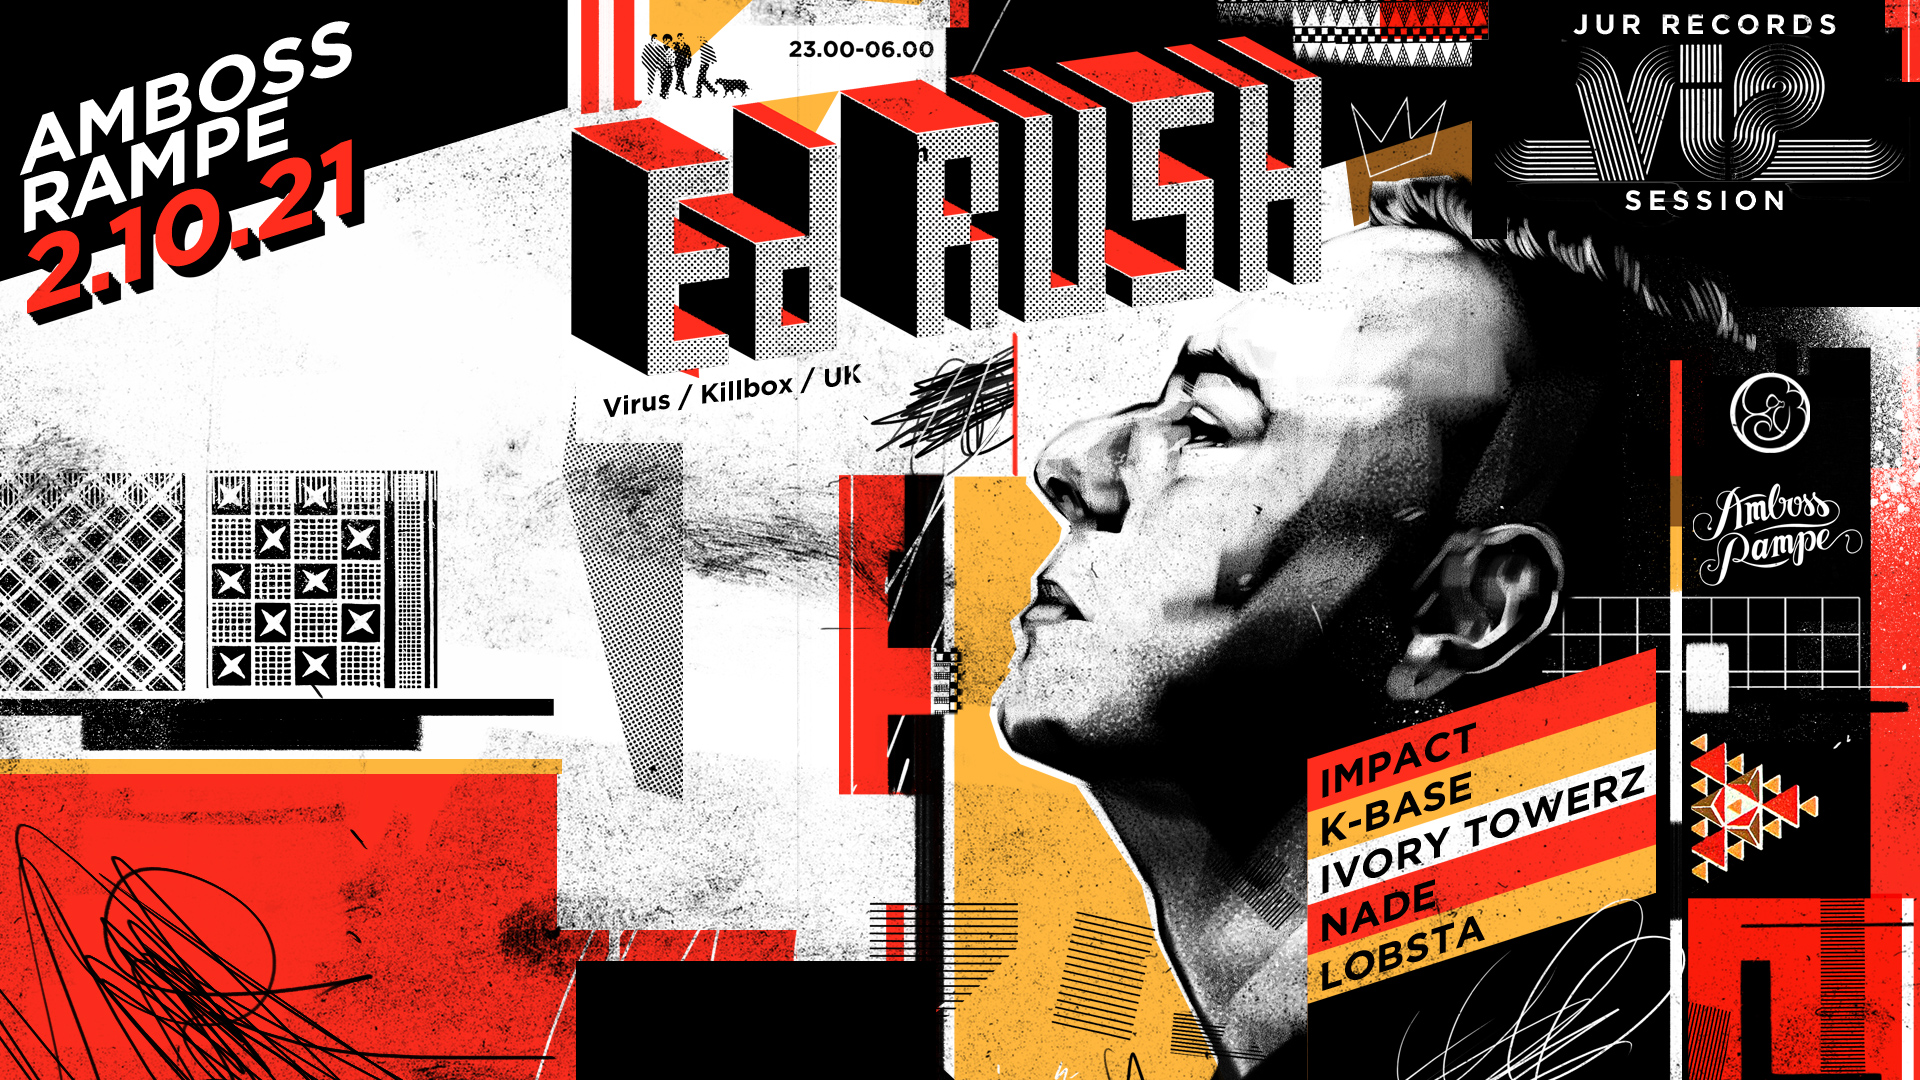 AMBOSS
RAMPE
2.10.21
23.00-06.00
Ed RUSH
Virus / Killbox / UK
JUR RECORDS
ViP
SESSION
Amboss
Rampe
IMPACT
K-BASE
IVORY TOWERZ
NADE
LOBSTA